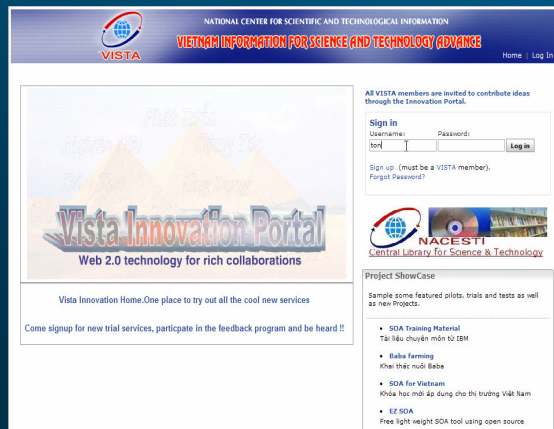 NATIONAL CENTER FOR SCIENTIFIC AND TECHNOLOGICAL INFORMATION
VISTA
VIETNAM INFORMATION FOR SCIENCE AND TECHNOLOGY ADVANCE
Home | Log In
Vista Innovation Portal
Web 2.0 technology for rich collaborations
Vista Innovation Home.One place to try out all the cool new services
Come signup for new trial services, particpate in the feedback program and be heard !!
All VISTA members are invited to contribute ideas
through the Innovation Portal.
Sign in
Username: Password:
ton Log in
Sign up (must be a VISTA member).
Forgot Password?
NACESTI
Central Library for Science & Technology
Project ShowCase
Sample some featured pilots, trials and tests as well
as new Projects.
• SOA Training Material
Tài liệu chuyên môn từ IBM
• Baba farming
Khai thác nuôi Baba
• SOA for Vietnam
Khóa học mới áp dụng cho thị trường Việt Nam
• EZ SOA
Free light weight SOA tool using open source